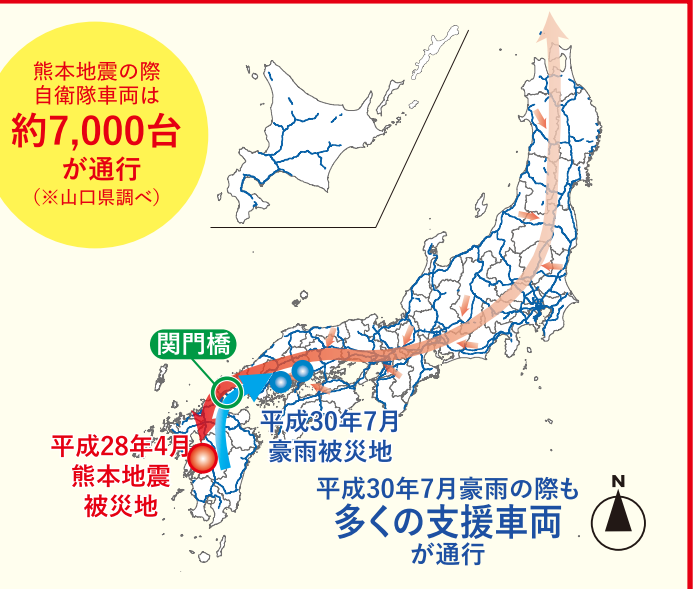 熊本地震の際
自衛隊車両は
約7,000台
が通行
（※山口県調べ）
関門橋
平成28年4月
熊本地震
被災地
平成30年7月
豪雨被災地
平成30年7月豪雨の際も
多くの支援車両
が通行
N